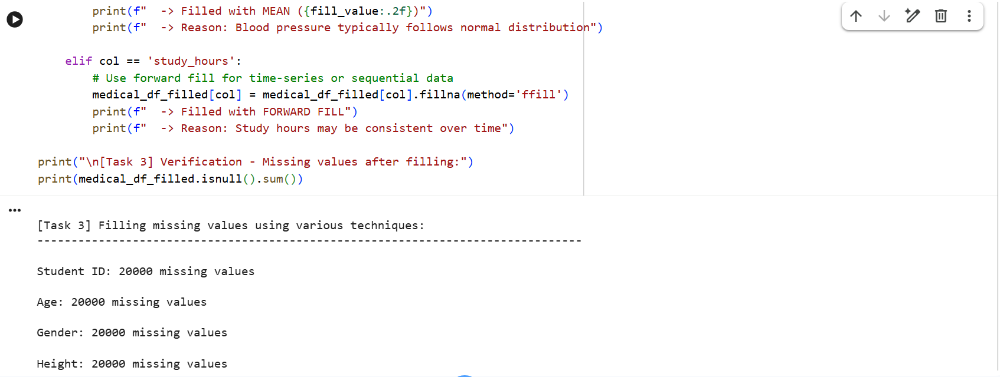 print(f"  -> Filled with MEAN ({fill_value:.2f})")
print(f"  -> Reason: Blood pressure typically follows normal distribution")
elif col == 'study_hours':
# Use forward fill for time-series or sequential data
medical_df_filled[col] = medical_df_filled[col].fillna(method='ffill')
print(f"  -> Filled with FORWARD FILL")
print(f"  -> Reason: Study hours may be consistent over time")
print("\n[Task 3] Verification - Missing values after filling:")
print(medical_df_filled.isnull().sum())
[Task 3] Filling missing values using various techniques:
--------------------------------------------------------------------------------
Student ID: 20000 missing values
Age: 20000 missing values
Gender: 20000 missing values
Height: 20000 missing values